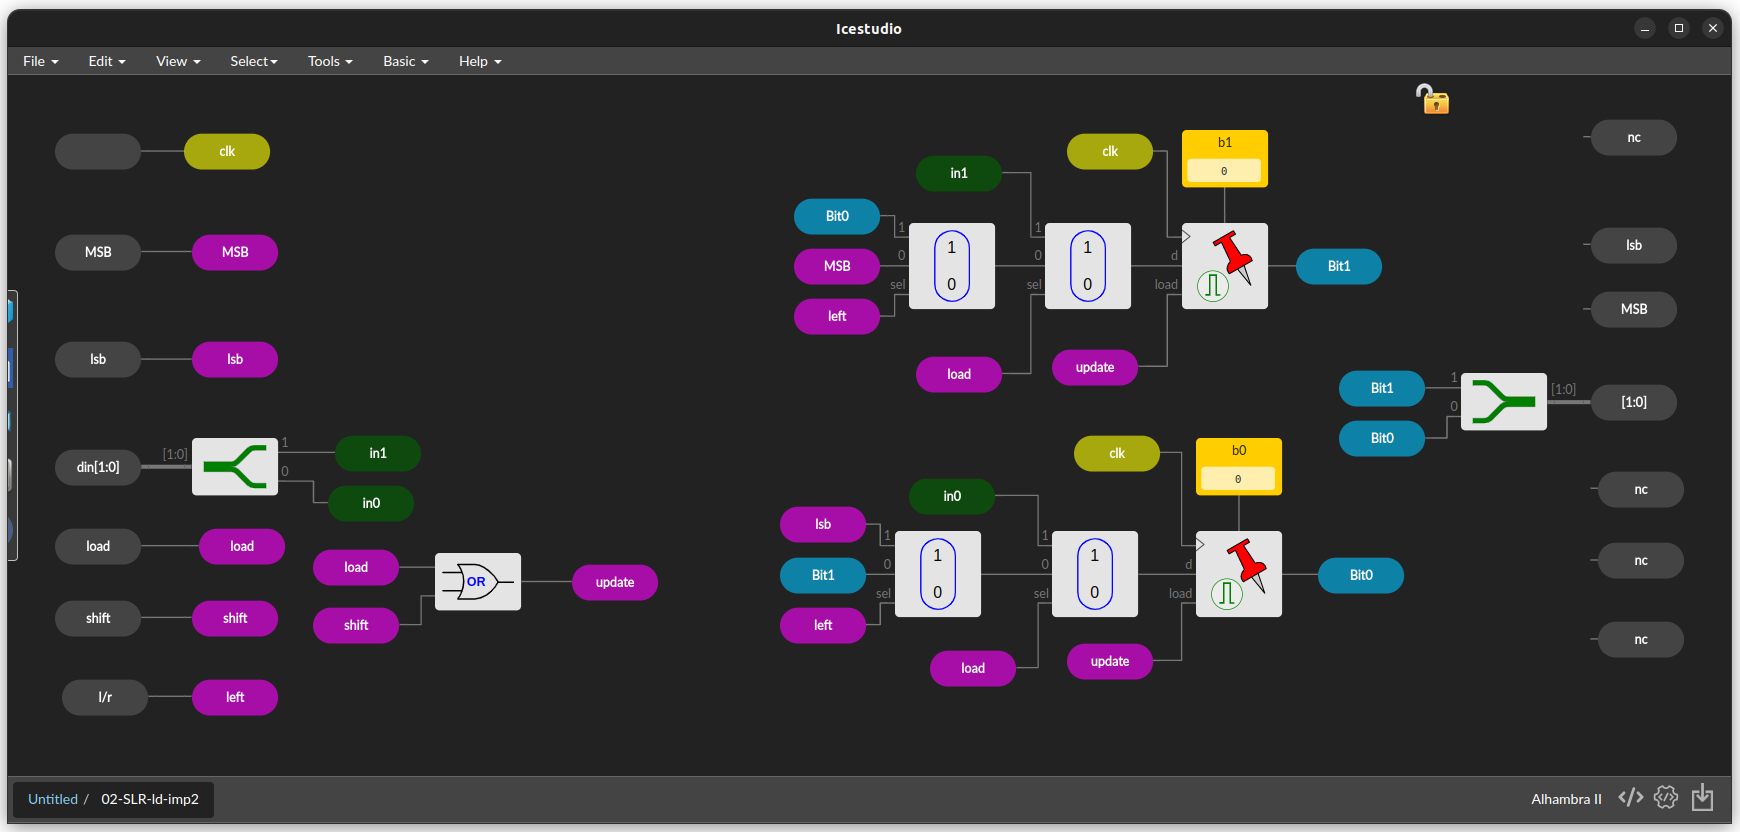 Icestudio
File Edit View Select Tools Basic Help
clk
MSB MSB
lsb lsb
din[1:0] [1:0] 1 in1
0 in0
load load
shift shift
l/r left
load
shift
OR
update
clk
b1
0
in1
Bit0 1
MSB 0
left sel
1
0
1
0
sel
1
0
load
d
load
update
Bit1
clk
b0
0
in0
lsb 1
Bit1 0
left sel
1
0
1
0
sel
1
0
load
d
load
update
Bit0
nc
lsb
MSB
Bit1 1
Bit0 0
[1:0] [1:0]
nc
nc
nc
Untitled / 02-SLR-ld-imp2
Alhambra II </>